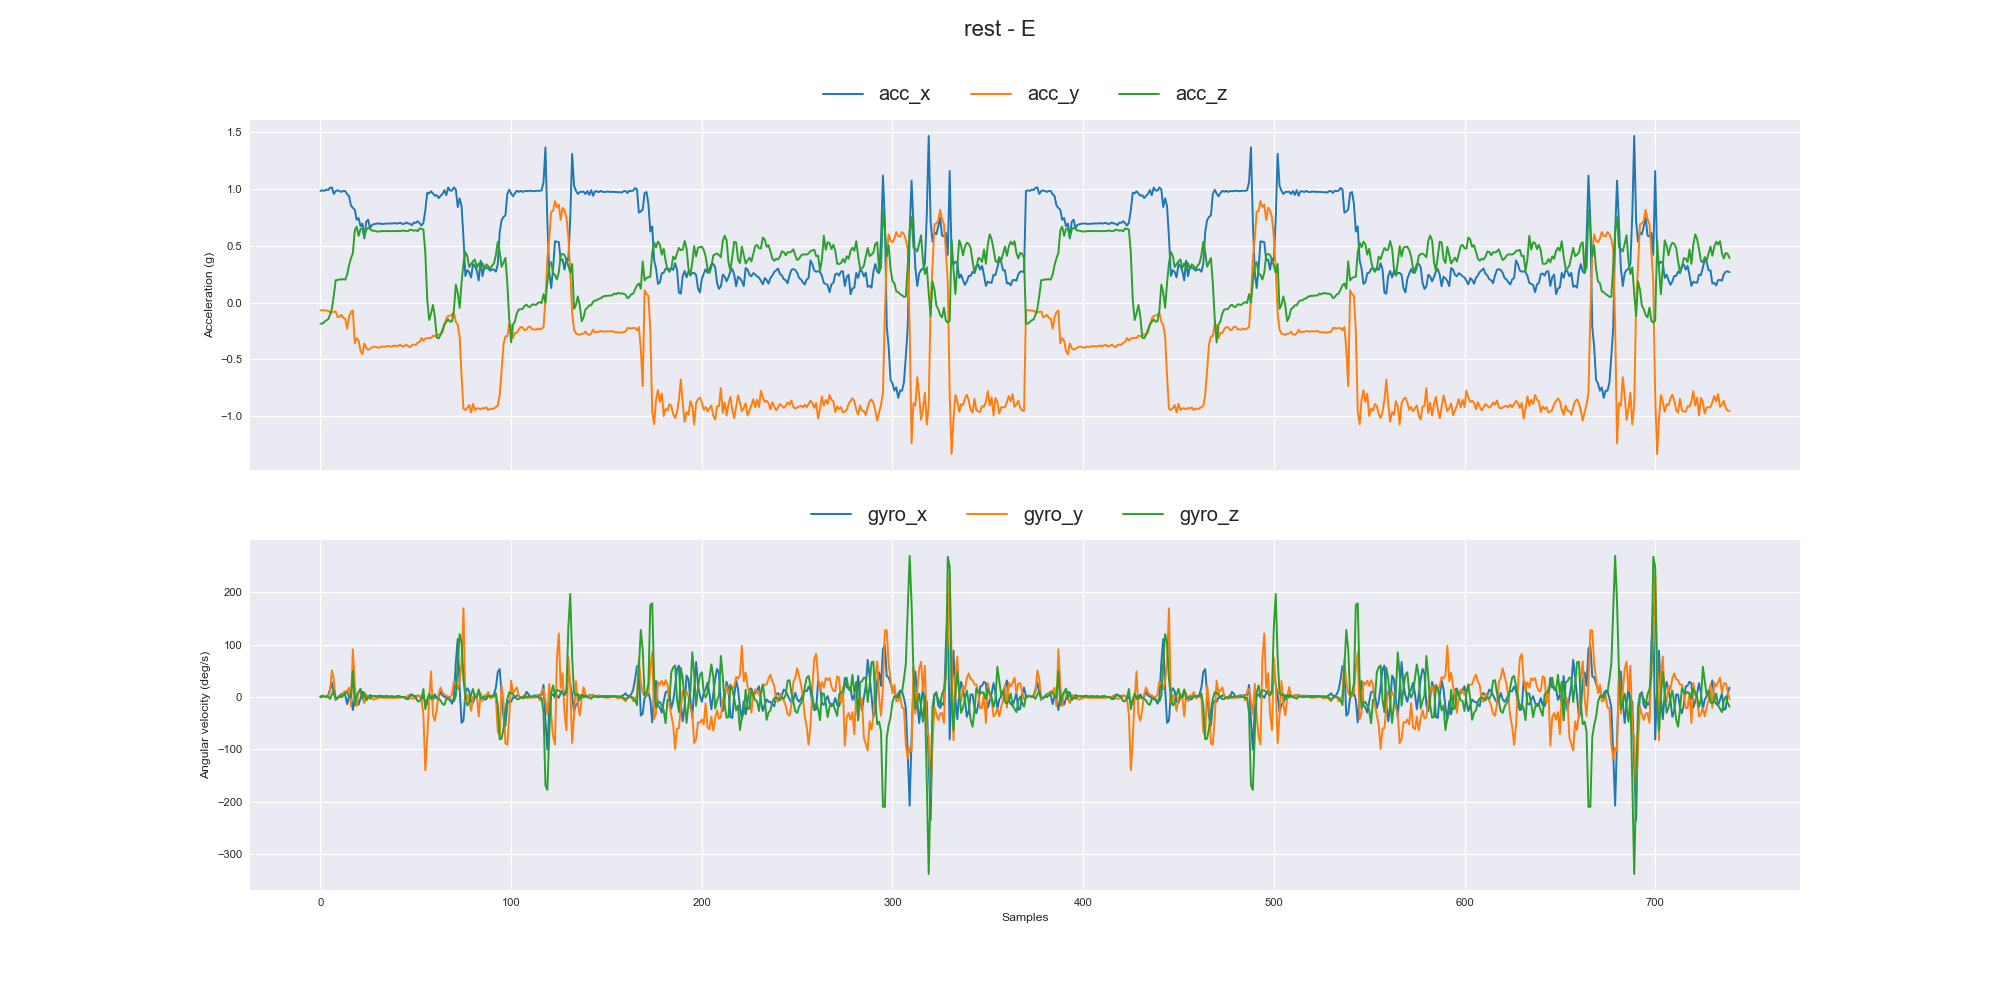 rest - E
acc_x acc_y acc_z
1.5
1.0
0.5
0.0
−0.5
−1.0
Acceleration (g)
gyro_x gyro_y gyro_z
200
100
0
−100
−200
−300
Angular velocity (deg/s)
0 100 200 300 400 500 600 700
Samples